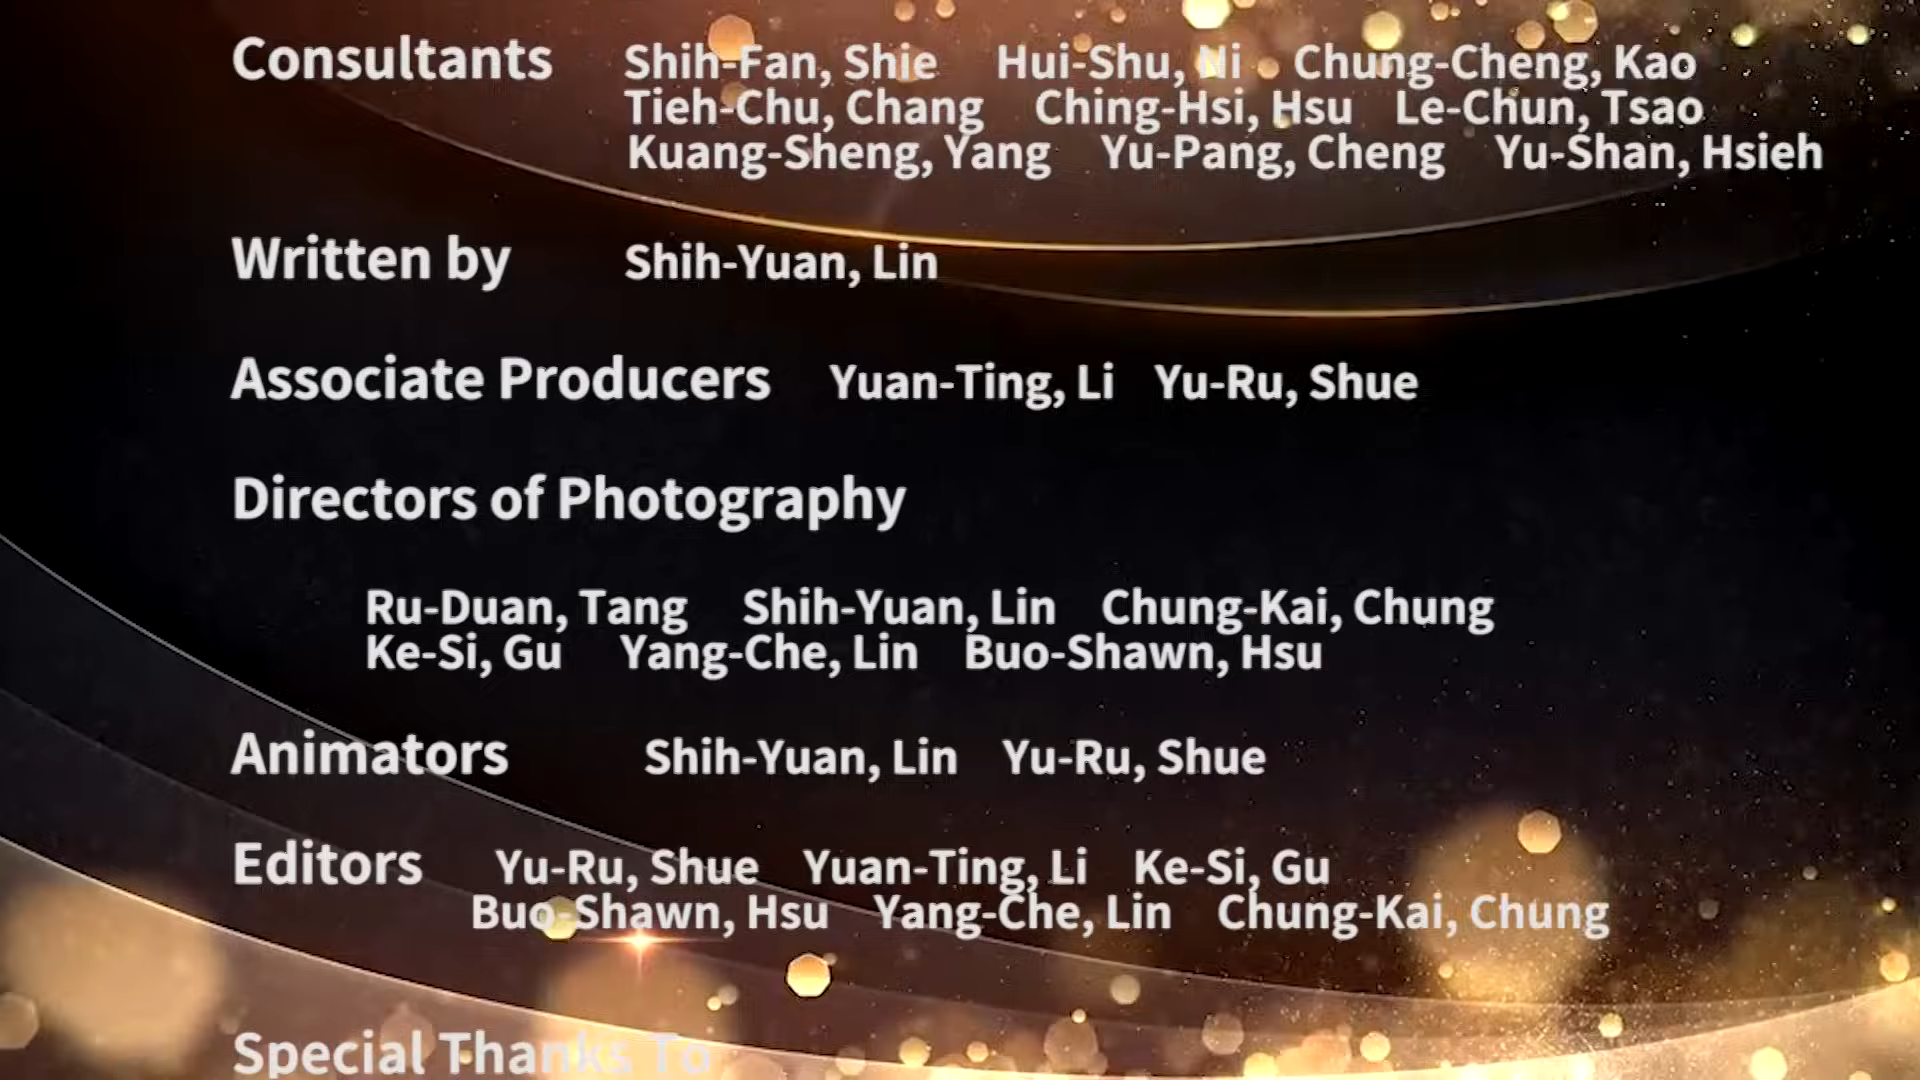 Consultants Shih-Fan, Shie Hui-Shu, Ni Chung-Cheng, Kao
Tieh-Chu, Chang Ching-Hsi, Hsu Le-Chun, Tsao
Kuang-Sheng, Yang Yu-Pang, Cheng Yu-Shan, Hsieh
Written by Shih-Yuan, Lin
Associate Producers Yuan-Ting, Li Yu-Ru, Shue
Directors of Photography
Ru-Duan, Tang Shih-Yuan, Lin Chung-Kai, Chung
Ke-Si, Gu Yang-Che, Lin Buo-Shawn, Hsu
Animators Shih-Yuan, Lin Yu-Ru, Shue
Editors Yu-Ru, Shue Yuan-Ting, Li Ke-Si, Gu
Buo-Shawn, Hsu Yang-Che, Lin Chung-Kai, Chung
Special Thanks To